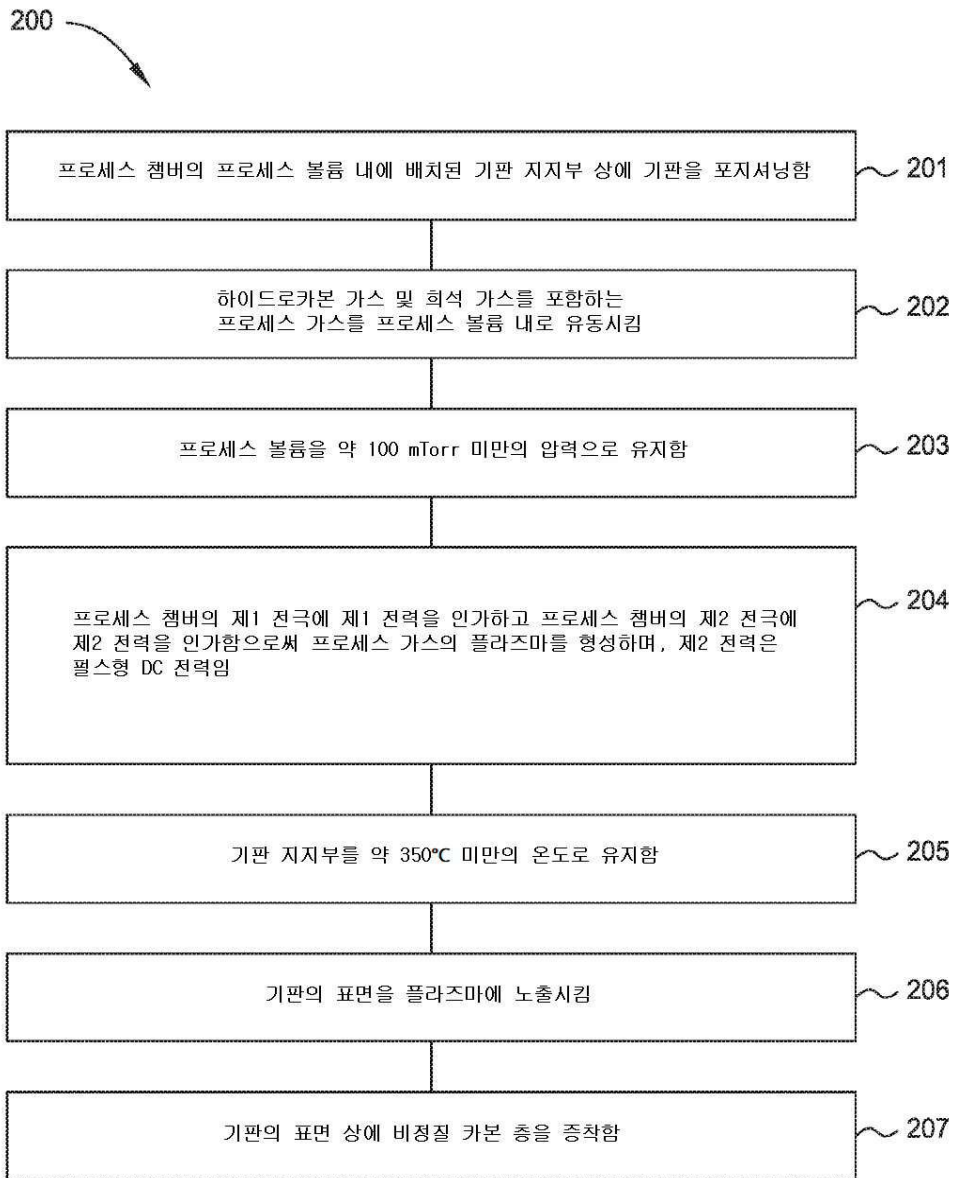 200
프로세스 챔버의 프로세스 볼륨 내에 배치된 기판 지지부 상에 기판을 포지셔닝함
201
하이드로카본 가스 및 희석 가스를 포함하는
프로세스 가스를 프로세스 볼륨 내로 유동시킴
202
프로세스 볼륨을 약 100 mTorr 미만의 압력으로 유지함
203
프로세스 챔버의 제1 전극에 제1 전력을 인가하고 프로세스 챔버의 제2 전극에
제2 전력을 인가함으로써 프로세스 가스의 플라즈마를 형성하며, 제2 전력은
펄스형 DC 전력임
204
기판 지지부를 약 350℃ 미만의 온도로 유지함
205
기판의 표면을 플라즈마에 노출시킴
206
기판의 표면 상에 비정질 카본 층을 증착함
207